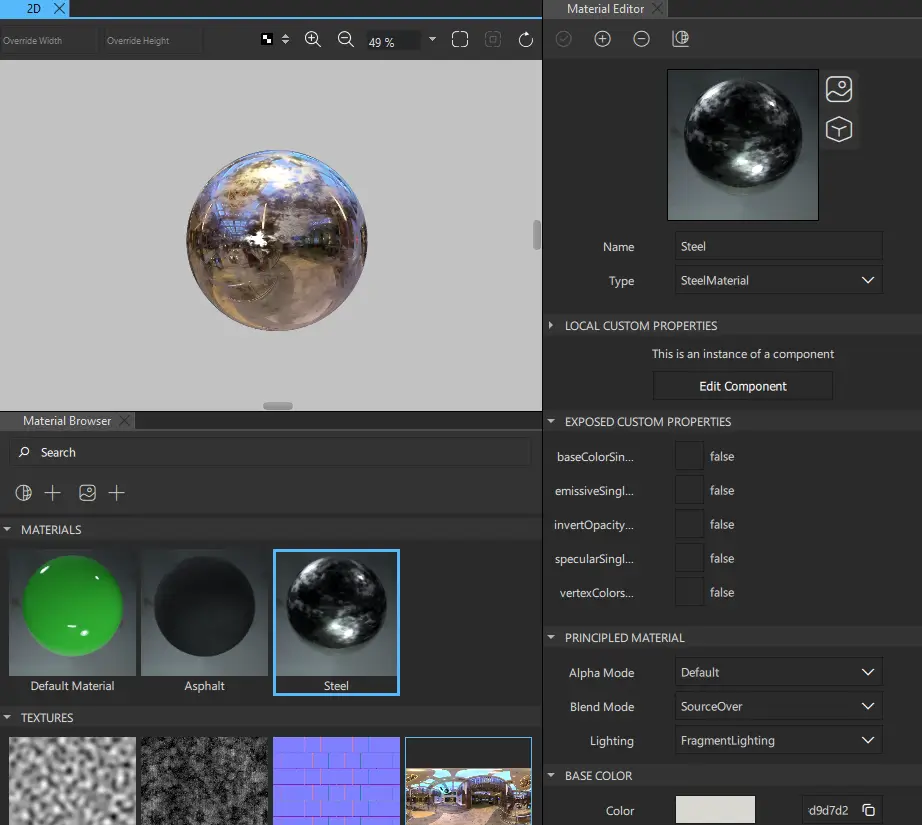 2D
Material Editor
Override Width
Override Height
49 %
Name
Steel
Type
SteelMaterial
LOCAL CUSTOM PROPERTIES
This is an instance of a component
Edit Component
EXPOSED CUSTOM PROPERTIES
baseColorSin...
false
emissiveSingl...
false
invertOpacity...
false
specularSingl...
false
vertexColors...
false
PRINCIPLED MATERIAL
Alpha Mode
Default
Blend Mode
SourceOver
Lighting
FragmentLighting
BASE COLOR
Color
d9d7d2
Material Browser
Search
MATERIALS
Default Material
Asphalt
Steel
TEXTURES